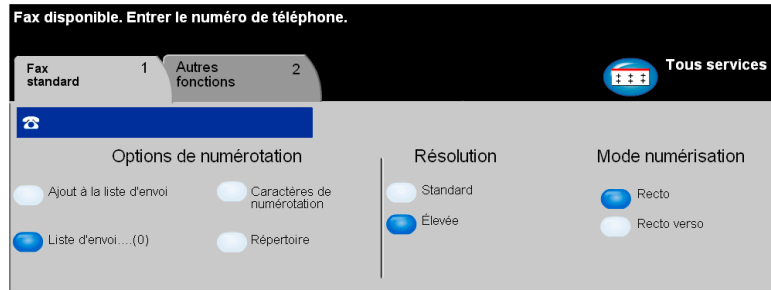 Fax disponible. Entrer le numéro de téléphone.
Fax standard 1
Autres fonctions 2
Tous services
Options de numérotation
Résolution
Mode numérisation
Ajout à la liste d'envoi
Caractères de numérotation
Standard
Recto
Élevée
Recto verso
Liste d'envoi....(0)
Répertoire